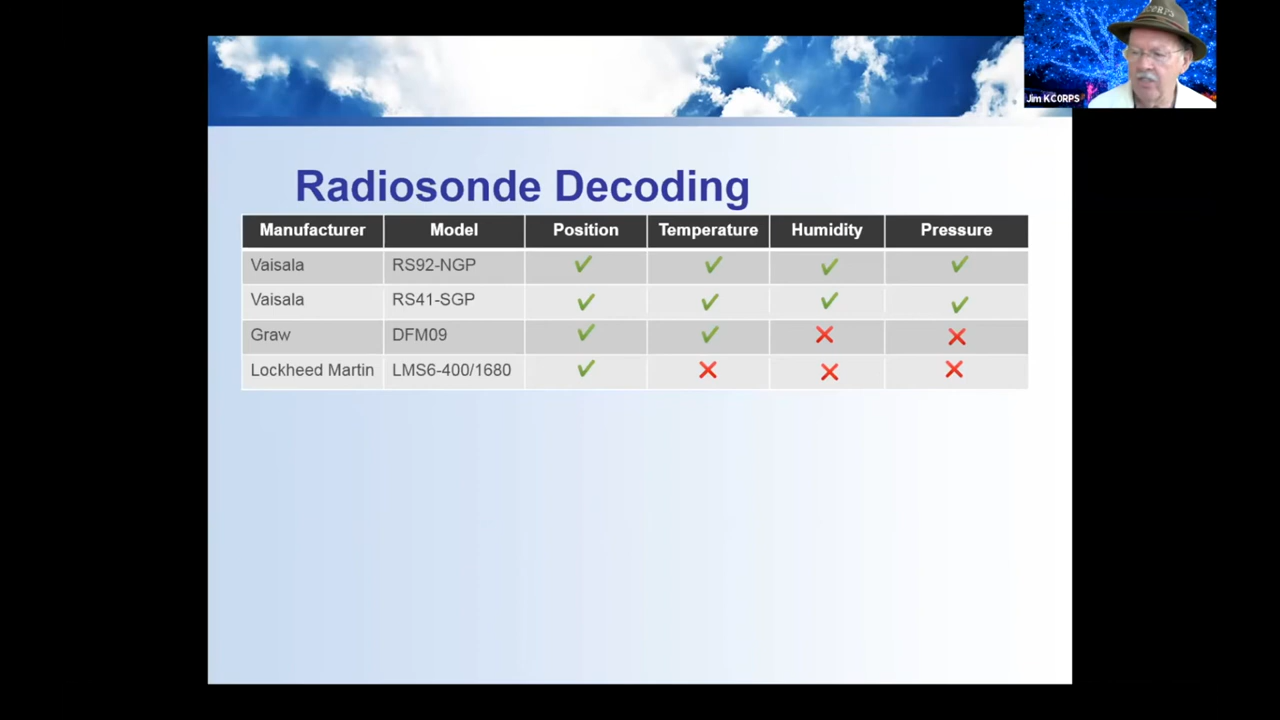 Jim KC0RPS
Radiosonde Decoding
Manufacturer Model Position Temperature Humidity Pressure
Vaisala RS92-NGP ✔ ✔ ✔ ✔
Vaisala RS41-SGP ✔ ✔ ✔ ✔
Graw DFM09 ✔ ✔ ❌ ❌
Lockheed Martin LMS6-400/1680 ✔ ❌ ❌ ❌